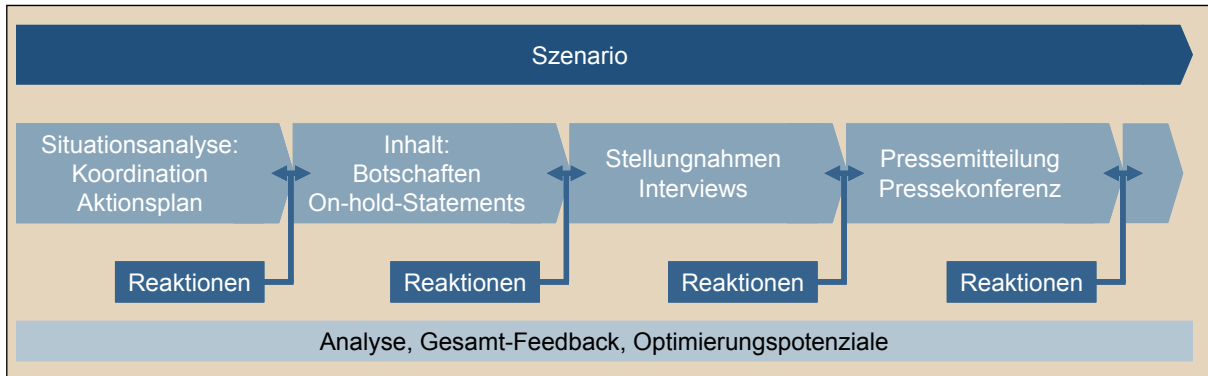 Szenario
Situationsanalyse:
Koordination
Aktionsplan
Inhalt:
Botschaften
On-hold-Statements
Stellungnahmen
Interviews
Pressemitteilung
Pressekonferenz
Reaktionen
Reaktionen
Reaktionen
Reaktionen
Analyse, Gesamt-Feedback, Optimierungspotenziale